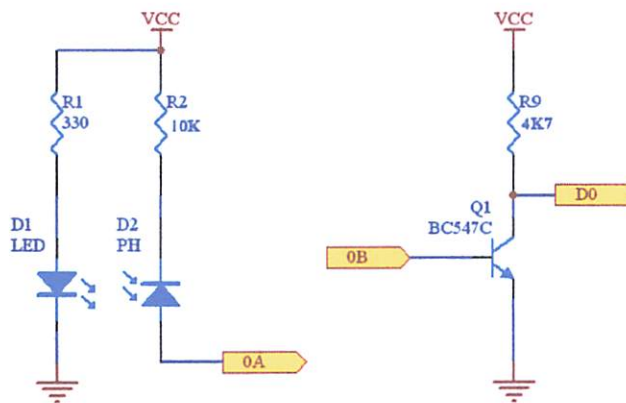 VCC
R1
330
R2
10K
D1
LED
D2
PH
0A
VCC
R9
4K7
D0
Q1
BC547C
0B